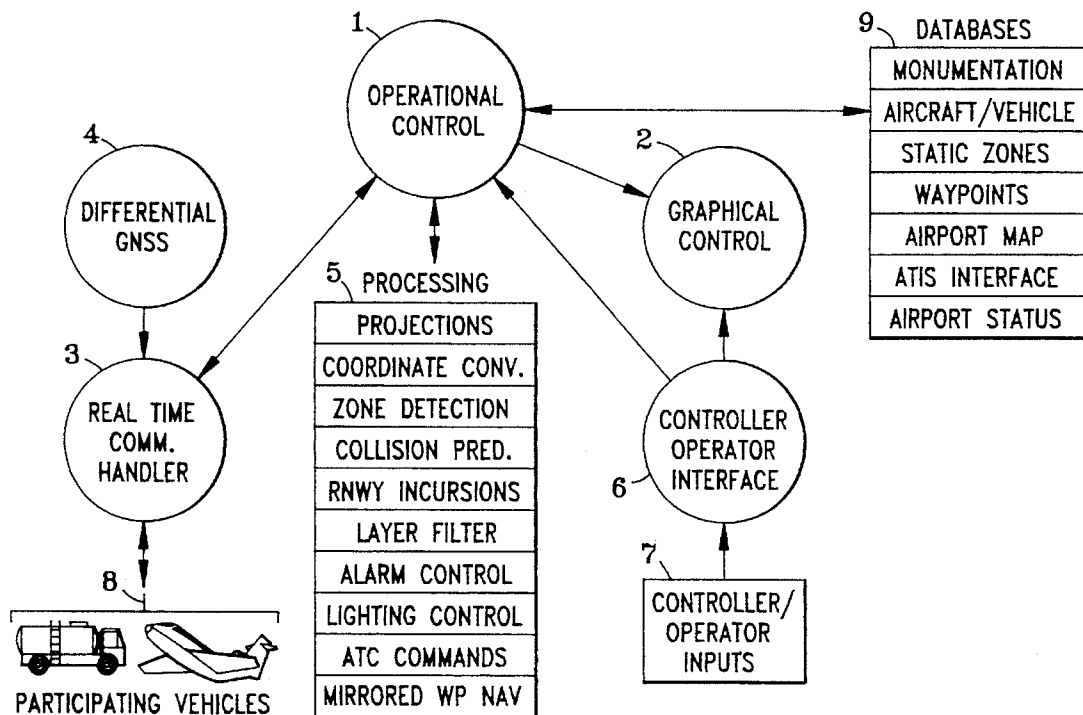 1
OPERATIONAL
CONTROL
9
DATABASES
MONUMENTATION
AIRCRAFT/VEHICLE
STATIC ZONES
WAYPOINTS
AIRPORT MAP
ATIS INTERFACE
AIRPORT STATUS
4
DIFFERENTIAL
GNSS
2
GRAPHICAL
CONTROL
3
REAL TIME
COMM.
HANDLER
5
PROCESSING
PROJECTIONS
COORDINATE CONV.
ZONE DETECTION
COLLISION PRED.
RNWY INCURSIONS
LAYER FILTER
ALARM CONTROL
LIGHTING CONTROL
ATC COMMANDS
MIRRORED WP NAV
CONTROLLER
OPERATOR
INTERFACE
6
7
CONTROLLER/
OPERATOR
INPUTS
8
PARTICIPATING VEHICLES